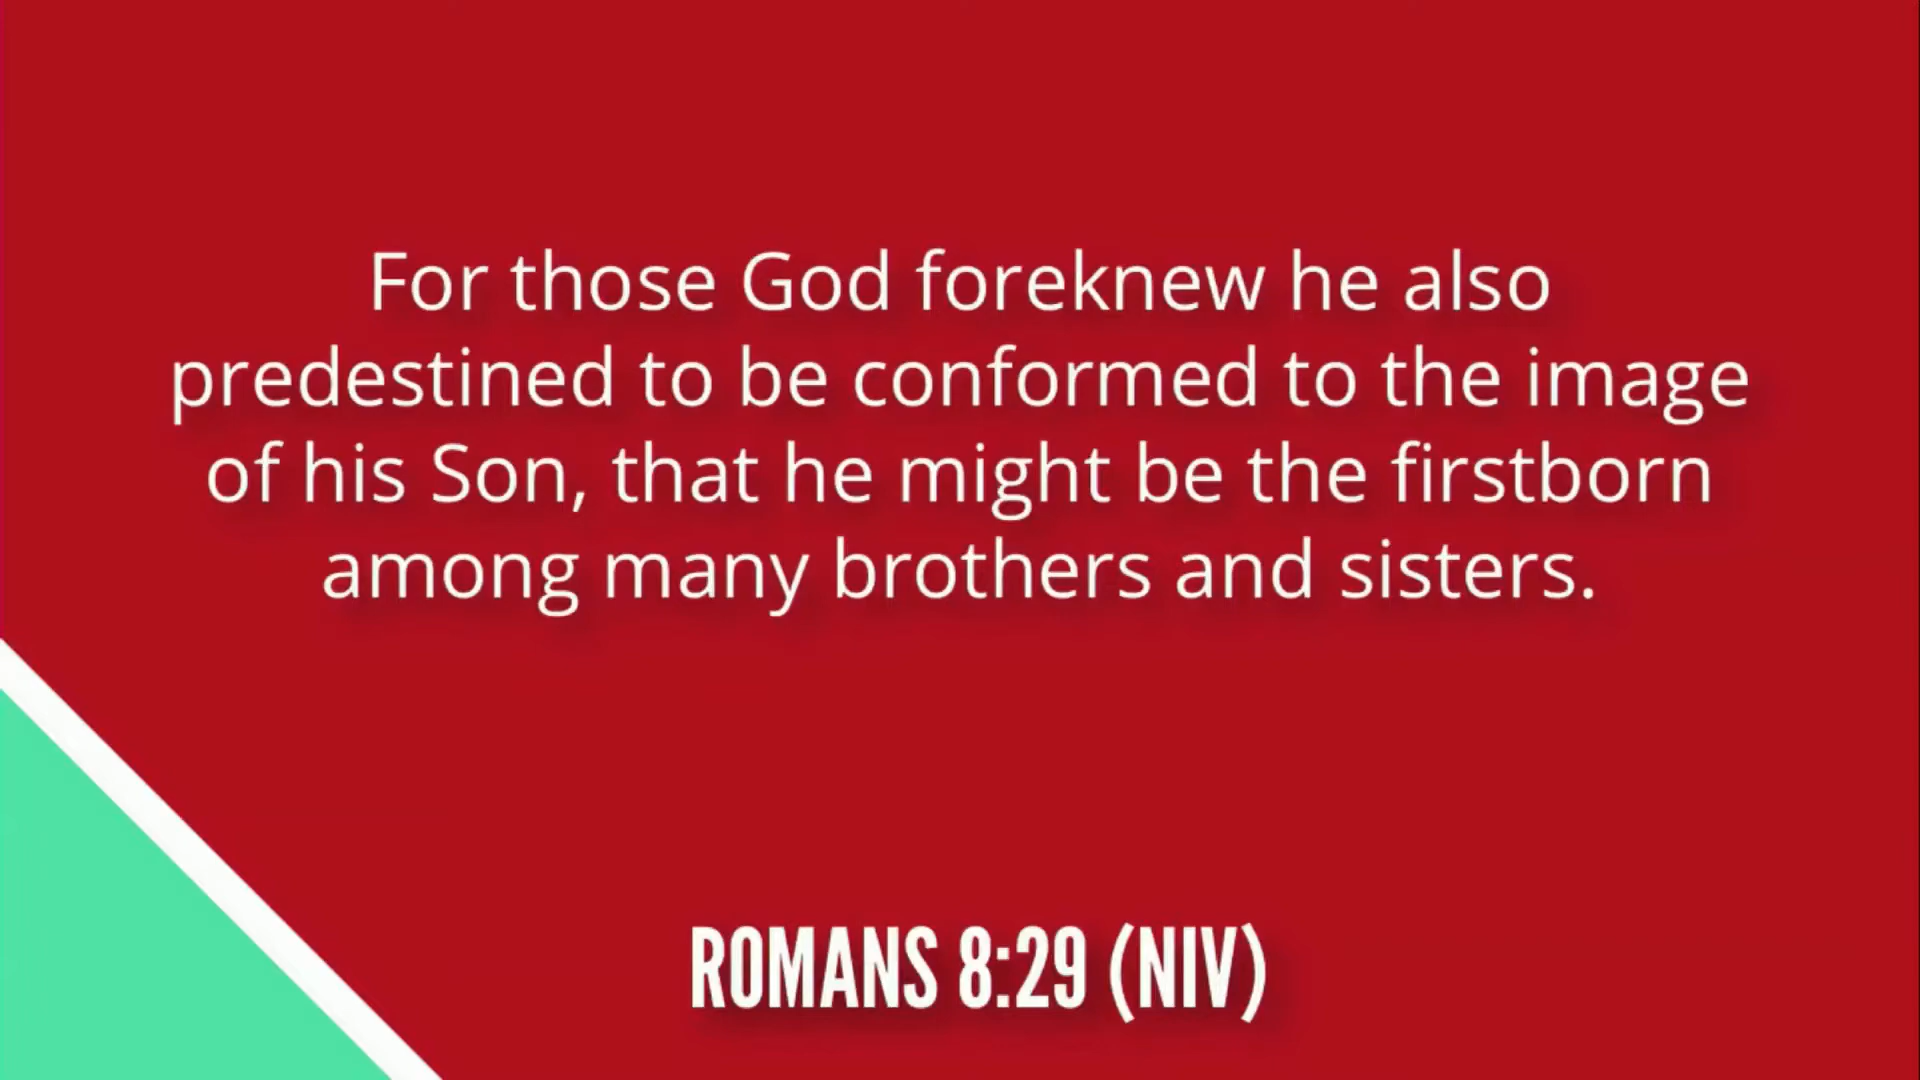 For those God foreknew he also
predestined to be conformed to the image
of his Son, that he might be the firstborn
among many brothers and sisters.
ROMANS 8:29 (NIV)